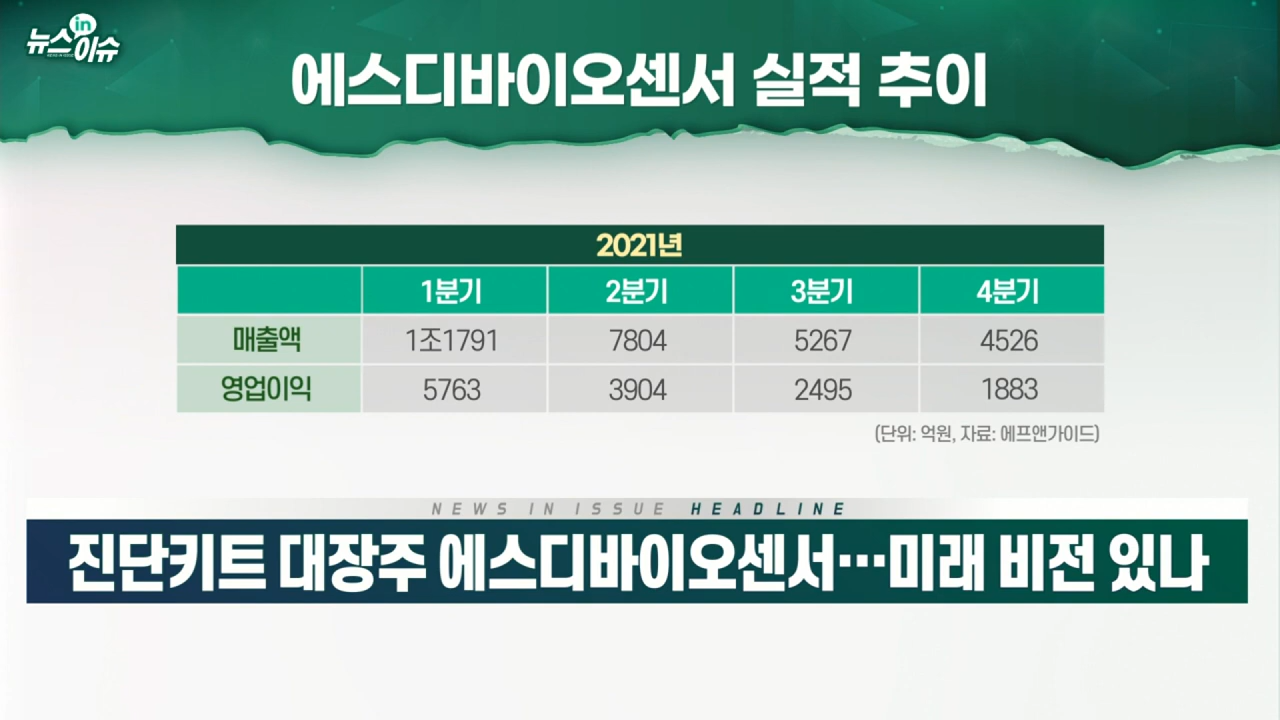 뉴스in이슈
에스디바이오센서 실적 추이
2021년
1분기 2분기 3분기 4분기
매출액 1조1791 7804 5267 4526
영업이익 5763 3904 2495 1883
(단위: 억원, 자료: 에프앤가이드)
NEWS IN ISSUE HEADLINE
진단키트 대장주 에스디바이오센서…미래 비전 있나